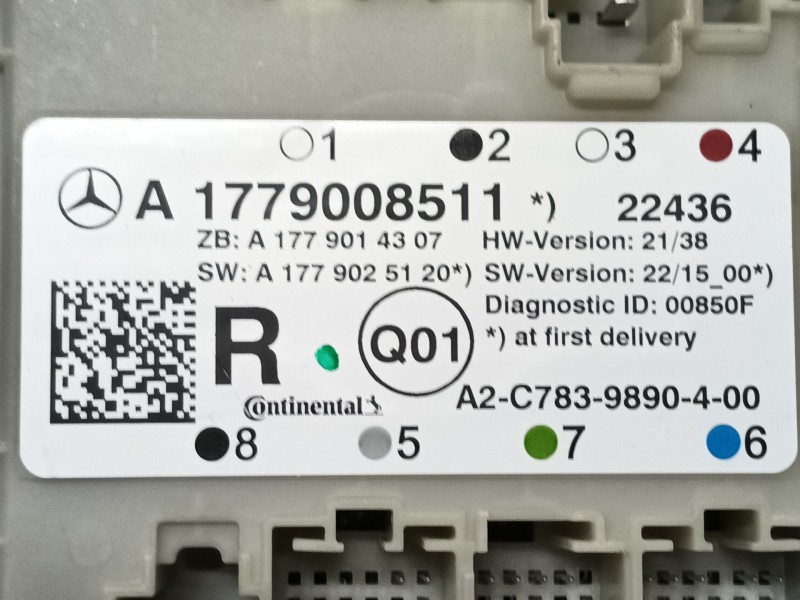 1 2 3 4
A 1779008511 *) 22436
ZB: A 177 901 43 07 HW-Version: 21/38
SW: A 177 902 51 20*) SW-Version: 22/15_00*)
Diagnostic ID: 00850F
R Q01 *) at first delivery
Continental A2-C783-9890-4-00
8 5 7 6